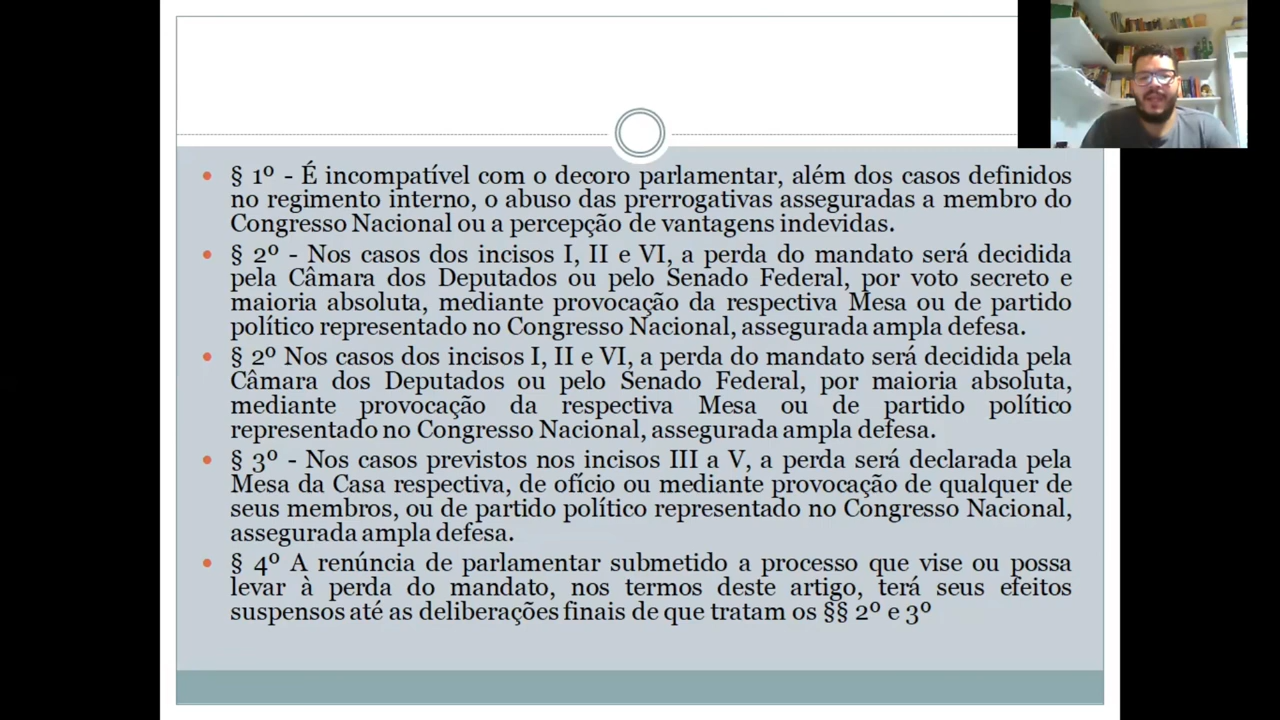 § 1º - É incompatível com o decoro parlamentar, além dos casos definidos
no regimento interno, o abuso das prerrogativas asseguradas a membro do
Congresso Nacional ou a percepção de vantagens indevidas.
§ 2º - Nos casos dos incisos I, II e VI, a perda do mandato será decidida
pela Câmara dos Deputados ou pelo Senado Federal, por voto secreto e
maioria absoluta, mediante provocação da respectiva Mesa ou de partido
político representado no Congresso Nacional, assegurada ampla defesa.
§ 2º Nos casos dos incisos I, II e VI, a perda do mandato será decidida pela
Câmara dos Deputados ou pelo Senado Federal, por maioria absoluta,
mediante provocação da respectiva Mesa ou de partido político
representado no Congresso Nacional, assegurada ampla defesa.
§ 3º - Nos casos previstos nos incisos III a V, a perda será declarada pela
Mesa da Casa respectiva, de ofício ou mediante provocação de qualquer de
seus membros, ou de partido político representado no Congresso Nacional,
assegurada ampla defesa.
§ 4º A renúncia de parlamentar submetido a processo que vise ou possa
levar à perda do mandato, nos termos deste artigo, terá seus efeitos
suspensos até as deliberações finais de que tratam os §§ 2º e 3º